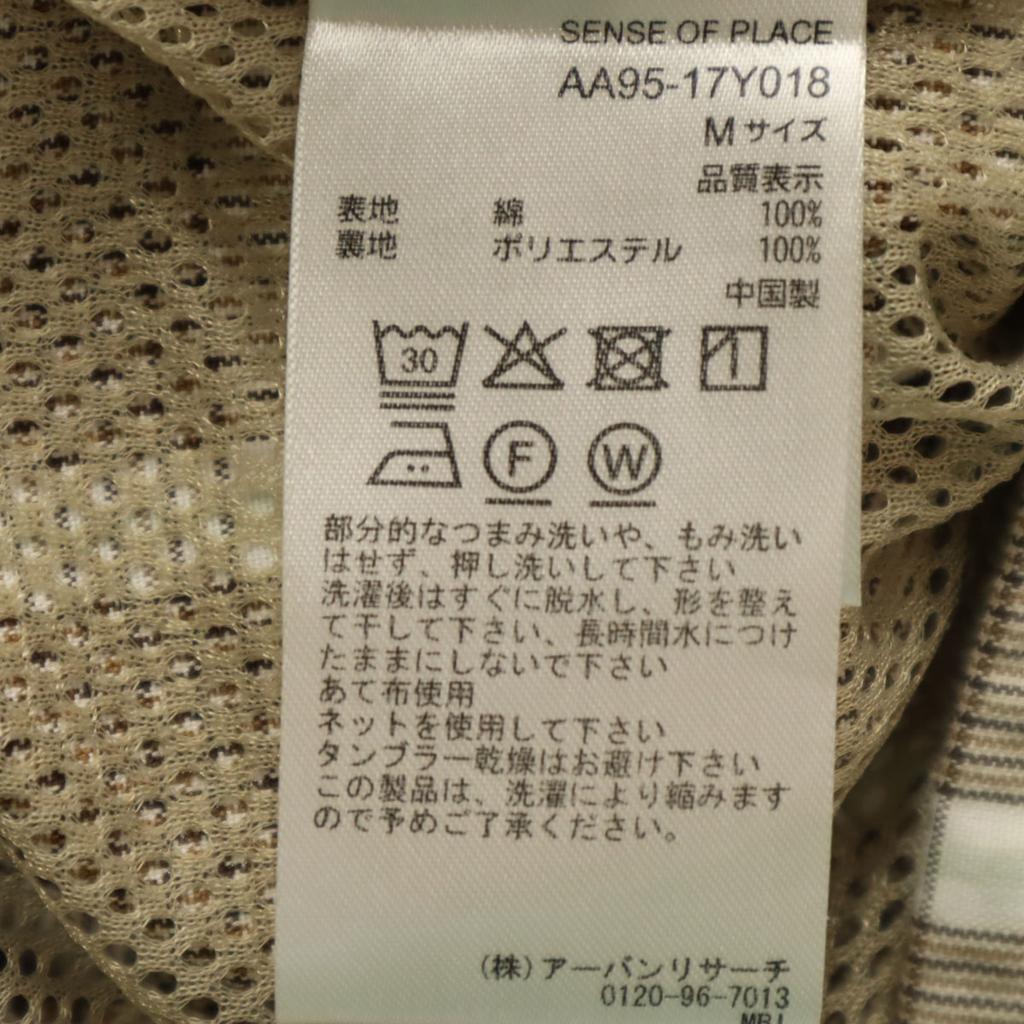 SENSE OF PLACE
AA95-17Y018
M サイズ
品質表示
表地 綿 100%
裏地 ポリエステル 100%
中国製
30
F W
部分的なつまみ洗いや、もみ洗い
はせず、押し洗いして下さい
洗濯後はすぐに脱水し、形を整え
て干して下さい、長時間水につけ
たままにしないで下さい
あて布使用
ネットを使用して下さい
タンブラー乾燥はお避け下さい
この製品は、洗濯により縮みます
ので予めご了承ください。
(株)アーバンリサーチ
0120-96-7013